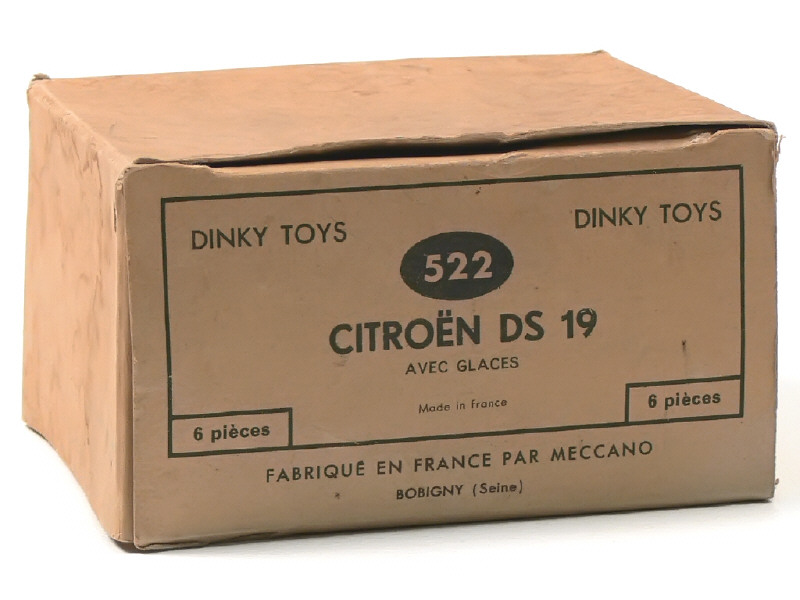 DINKY TOYS
DINKY TOYS
522
CITROËN DS 19
AVEC GLACES
Made in France
6 pièces
6 pièces
FABRIQUÉ EN FRANCE PAR MECCANO
BOBIGNY (Seine)